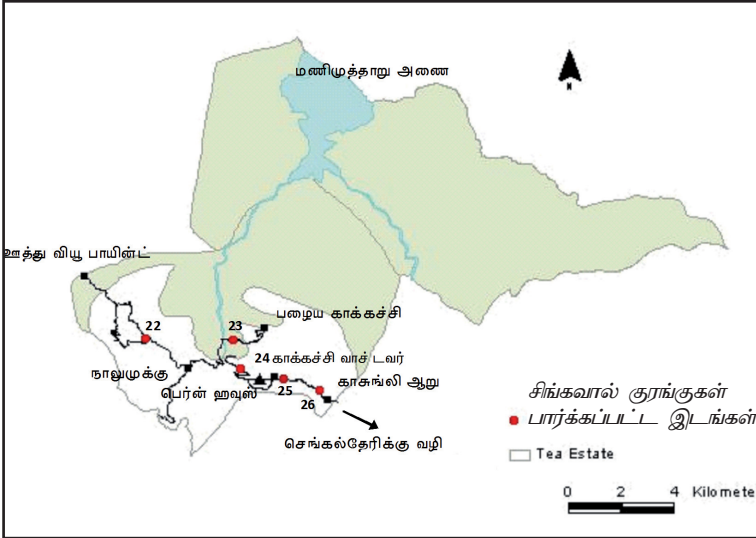 மணிமுத்தாறு அணை
N
ஊத்து வியூ பாயின்ட்
பழைய காக்கச்சி
22
23
24 காக்கச்சி வாச் டவர்
நாலுமுக்கு
பெர்ன் ஹவுஸ்
25
காசுங்லி ஆறு
26
செங்கல்தேரிக்கு வழி
சிங்கவால் குரங்குகள்
பார்க்கப்பட்ட இடங்கள்
Tea Estate
0 2 4 Kilomete